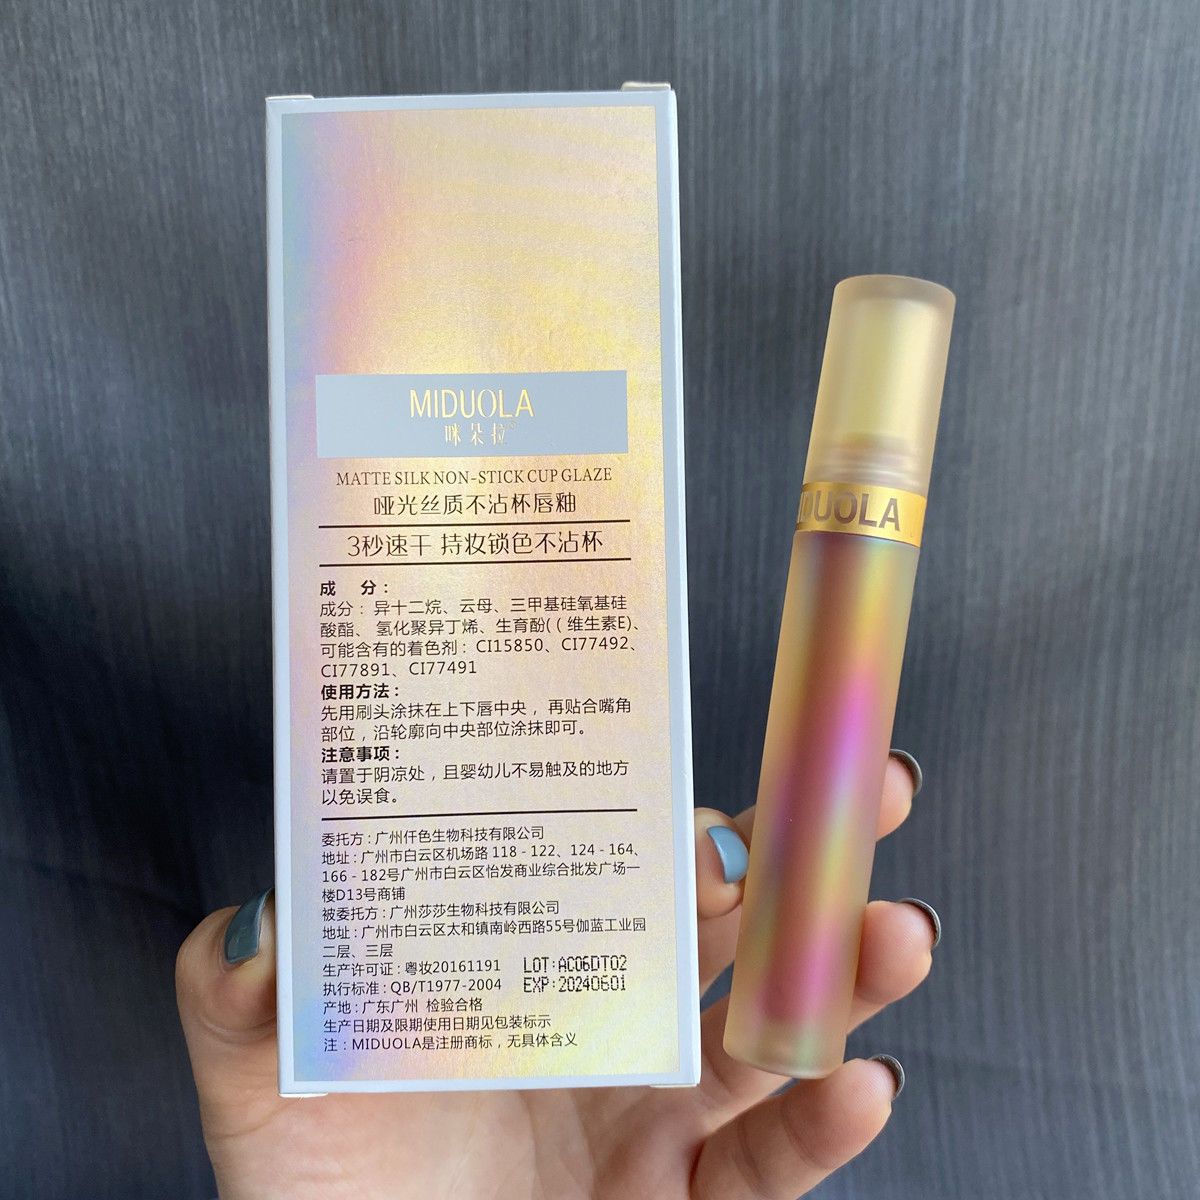 MIDUOLA
咪朵拉®
MATTE SILK NON-STICK CUP GLAZE
哑光丝质不沾杯唇釉
3秒速干 持妆锁色不沾杯
成 分：
成分：异十二烷、云母、三甲基硅氧基硅
酸酯、氢化聚异丁烯、生育酚(（维生素E)、
可能含有的着色剂：CI15850、CI77492、
CI77891、CI77491
使用方法：
先用刷头涂抹在上下唇中央，再贴合嘴角
部位，沿轮廓向中央部位涂抹即可。
注意事项：
请置于阴凉处，且婴幼儿不易触及的地方
以免误食。
委托方：广州仟色生物科技有限公司
地址：广州市白云区机场路 118 - 122、124 - 164、
166 - 182号广州市白云区怡发商业综合批发广场一
楼D13号商铺
被委托方：广州莎莎生物科技有限公司
地址：广州市白云区太和镇南岭西路55号伽蓝工业园
二层、三层
生产许可证：粤妆20161191 LOT:AC06DT02
执行标准：QB/T1977-2004 EXP:20240601
产地：广东广州 检验合格
生产日期及限期使用日期见包装标示
注：MIDUOLA是注册商标，无具体含义
IDUOLA